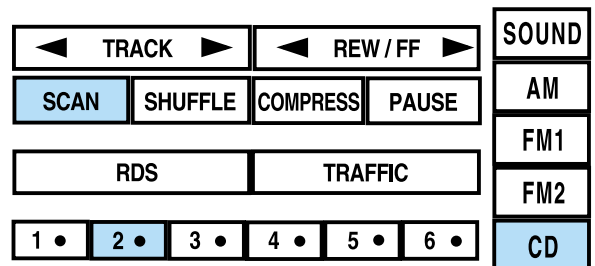 ◄ TRACK ► ◄ REW / FF ► SOUND
SCAN SHUFFLE COMPRESS PAUSE AM
FM1
RDS TRAFFIC FM2
1 • 2 • 3 • 4 • 5 • 6 • CD